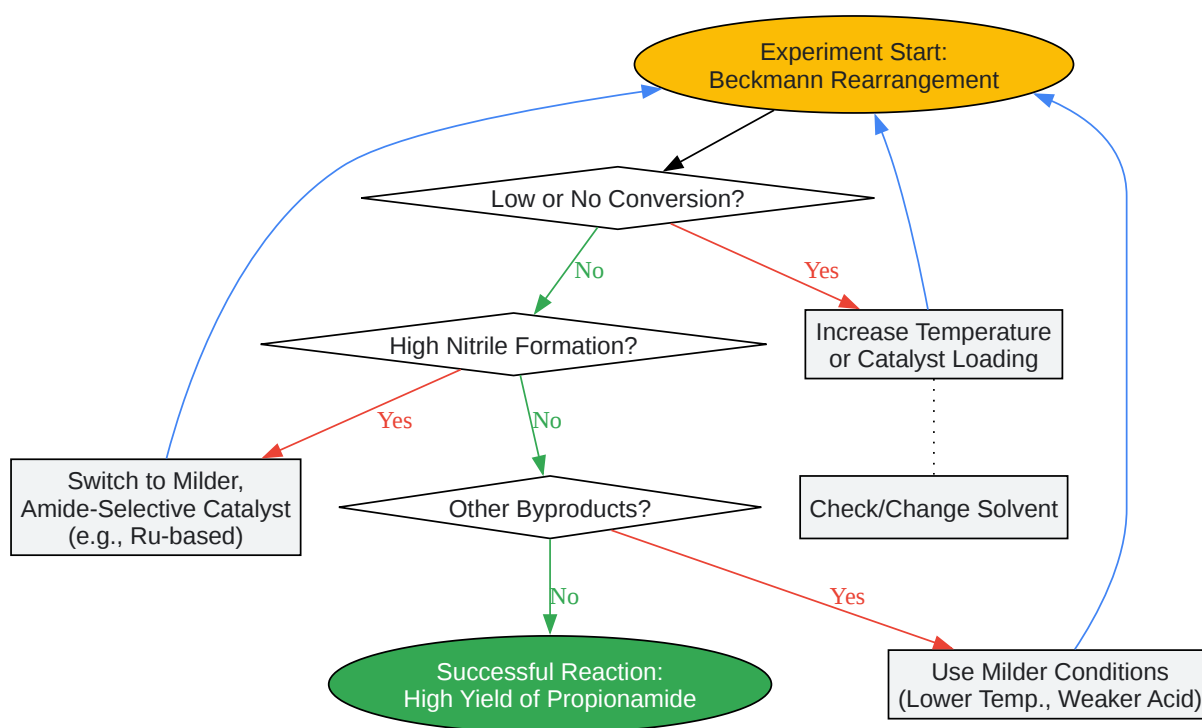 Experiment Start:
Beckmann Rearrangement
Low or No Conversion?
No
Yes
High Nitrile Formation?
Increase Temperature
or Catalyst Loading
Yes
No
Switch to Milder,
Amide-Selective Catalyst
(e.g., Ru-based)
Other Byproducts?
Check/Change Solvent
No
Yes
Successful Reaction:
High Yield of Propionamide
Use Milder Conditions
(Lower Temp., Weaker Acid)